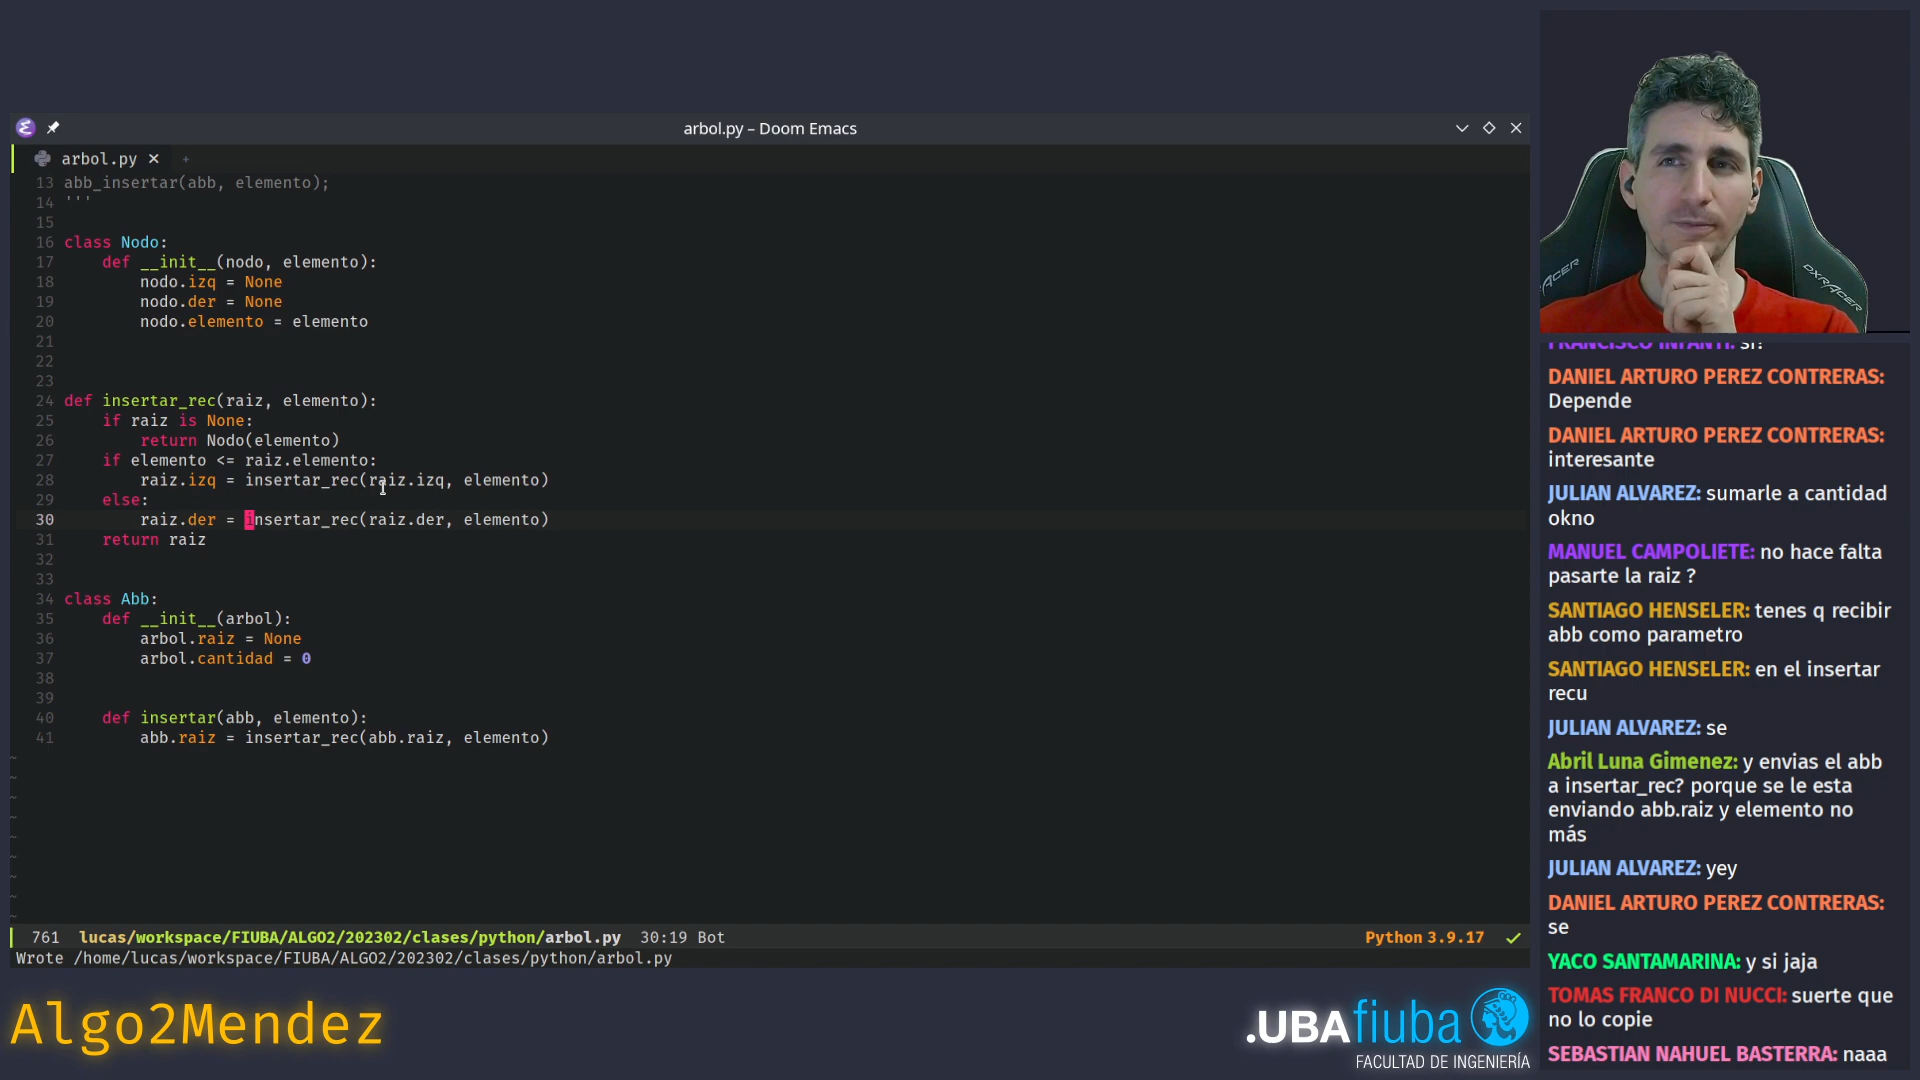 arbol.py – Doom Emacs
arbol.py
13 abb_insertar(abb, elemento);
14 '''
15
16 class Nodo:
17     def __init__(nodo, elemento):
18         nodo.izq = None
19         nodo.der = None
20         nodo.elemento = elemento
21
22
23
24 def insertar_rec(raiz, elemento):
25     if raiz is None:
26         return Nodo(elemento)
27     if elemento <= raiz.elemento:
28         raiz.izq = insertar_rec(raiz.izq, elemento)
29     else:
30         raiz.der = insertar_rec(raiz.der, elemento)
31     return raiz
32
33
34 class Abb:
35     def __init__(arbol):
36         arbol.raiz = None
37         arbol.cantidad = 0
38
39
40     def insertar(abb, elemento):
41         abb.raiz = insertar_rec(abb.raiz, elemento)
~
~
~
~
~
~
~
~
~
761 lucas/workspace/FIUBA/ALGO2/202302/clases/python/arbol.py 30:19 Bot Python 3.9.17
Wrote /home/lucas/workspace/FIUBA/ALGO2/202302/clases/python/arbol.py
Algo2Mendez
.UBAfiuba
FACULTAD DE INGENIERÍA
ACER
DXRACER
FRANCISCO INFANTI: si!
DANIEL ARTURO PEREZ CONTRERAS:
Depende
DANIEL ARTURO PEREZ CONTRERAS:
interesante
JULIAN ALVAREZ: sumarle a cantidad
okno
MANUEL CAMPOLIETE: no hace falta
pasarte la raiz ?
SANTIAGO HENSELER: tenes q recibir
abb como parametro
SANTIAGO HENSELER: en el insertar
recu
JULIAN ALVAREZ: se
Abril Luna Gimenez: y envias el abb
a insertar_rec? porque se le esta
enviando abb.raiz y elemento no
más
JULIAN ALVAREZ: yey
DANIEL ARTURO PEREZ CONTRERAS:
se
YACO SANTAMARINA: y si jaja
TOMAS FRANCO DI NUCCI: suerte que
no lo copie
SEBASTIAN NAHUEL BASTERRA: naaa